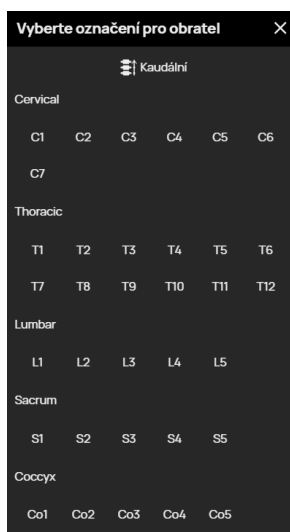 Vyberte označení pro obratel
Kaudální
Cervical
C1 C2 C3 C4 C5 C6
C7
Thoracic
T1 T2 T3 T4 T5 T6
T7 T8 T9 T10 T11 T12
Lumbar
L1 L2 L3 L4 L5
Sacrum
S1 S2 S3 S4 S5
Coccyx
Co1 Co2 Co3 Co4 Co5